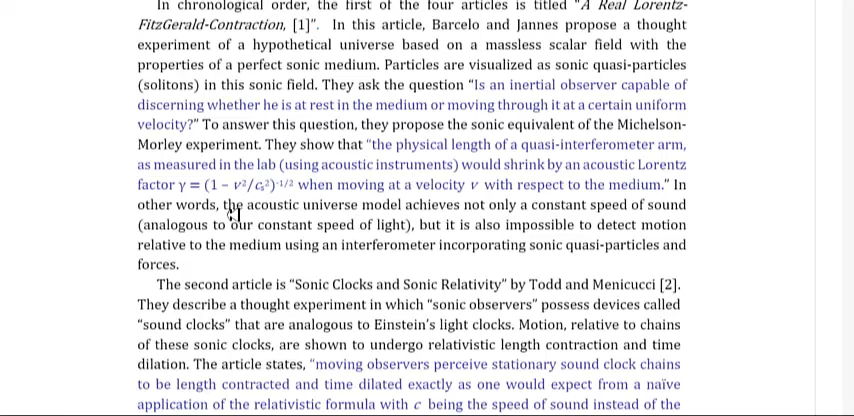 In chronological order, the first of the four articles is titled "A Real Lorentz-
FitzGerald-Contraction, [1]". In this article, Barcelo and Jannes propose a thought
experiment of a hypothetical universe based on a massless scalar field with the
properties of a perfect sonic medium. Particles are visualized as sonic quasi-particles
(solitons) in this sonic field. They ask the question "Is an inertial observer capable of
discerning whether he is at rest in the medium or moving through it at a certain uniform
velocity?" To answer this question, they propose the sonic equivalent of the Michelson-
Morley experiment. They show that "the physical length of a quasi-interferometer arm,
as measured in the lab (using acoustic instruments) would shrink by an acoustic Lorentz
factor γ = (1 – v²/cₛ²)⁻¹/² when moving at a velocity v with respect to the medium." In
other words, the acoustic universe model achieves not only a constant speed of sound
(analogous to our constant speed of light), but it is also impossible to detect motion
relative to the medium using an interferometer incorporating sonic quasi-particles and
forces.
The second article is "Sonic Clocks and Sonic Relativity" by Todd and Menicucci [2].
They describe a thought experiment in which "sonic observers" possess devices called
"sound clocks" that are analogous to Einstein's light clocks. Motion, relative to chains
of these sonic clocks, are shown to undergo relativistic length contraction and time
dilation. The article states, "moving observers perceive stationary sound clock chains
to be length contracted and time dilated exactly as one would expect from a naïve
application of the relativistic formula with c being the speed of sound instead of the